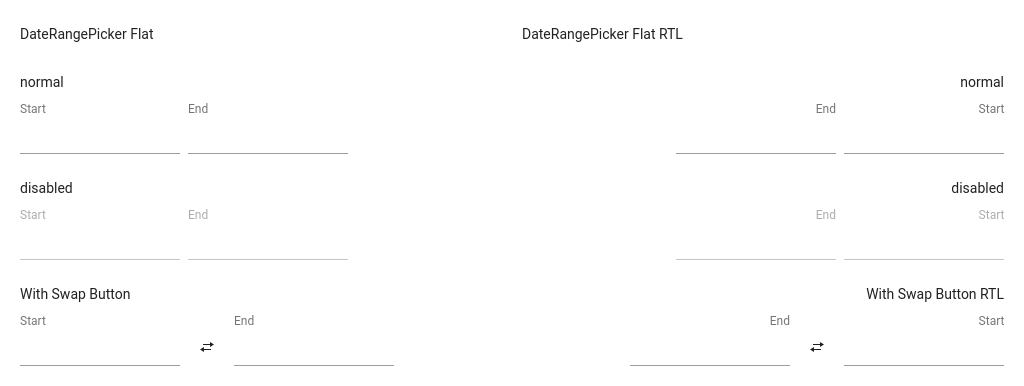 DateRangePicker Flat
normal
Start End
disabled
Start End
With Swap Button
Start End
DateRangePicker Flat RTL
normal
End Start
disabled
End Start
With Swap Button RTL
End Start